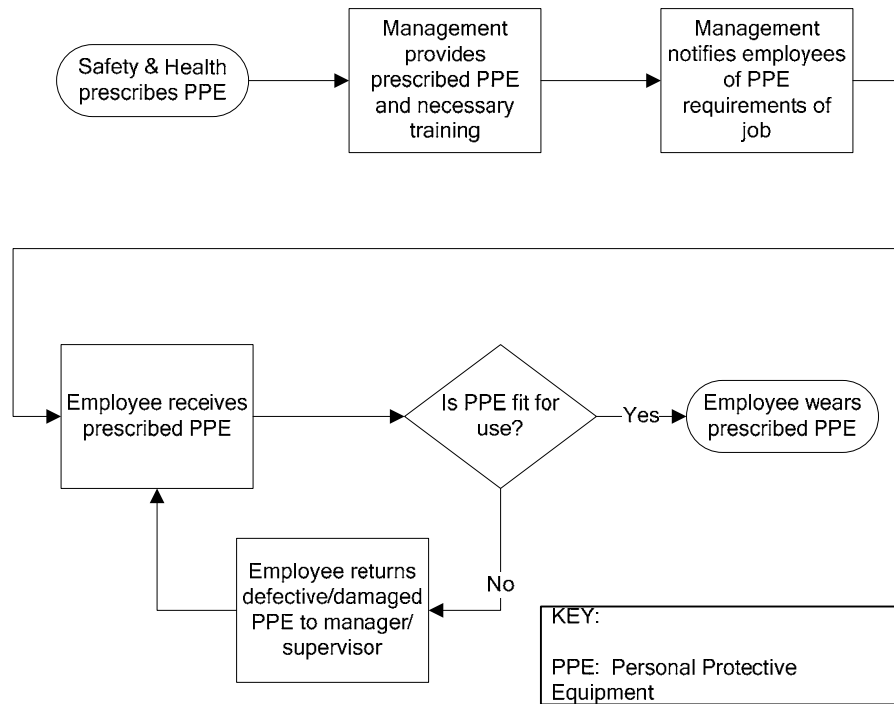 Safety & Health
prescribes PPE
Management
provides
prescribed PPE
and necessary
training
Management
notifies employees
of PPE
requirements of
job
Employee receives
prescribed PPE
Is PPE fit for
use?
Yes
Employee wears
prescribed PPE
No
Employee returns
defective/damaged
PPE to manager/
supervisor
KEY:
PPE: Personal Protective
Equipment